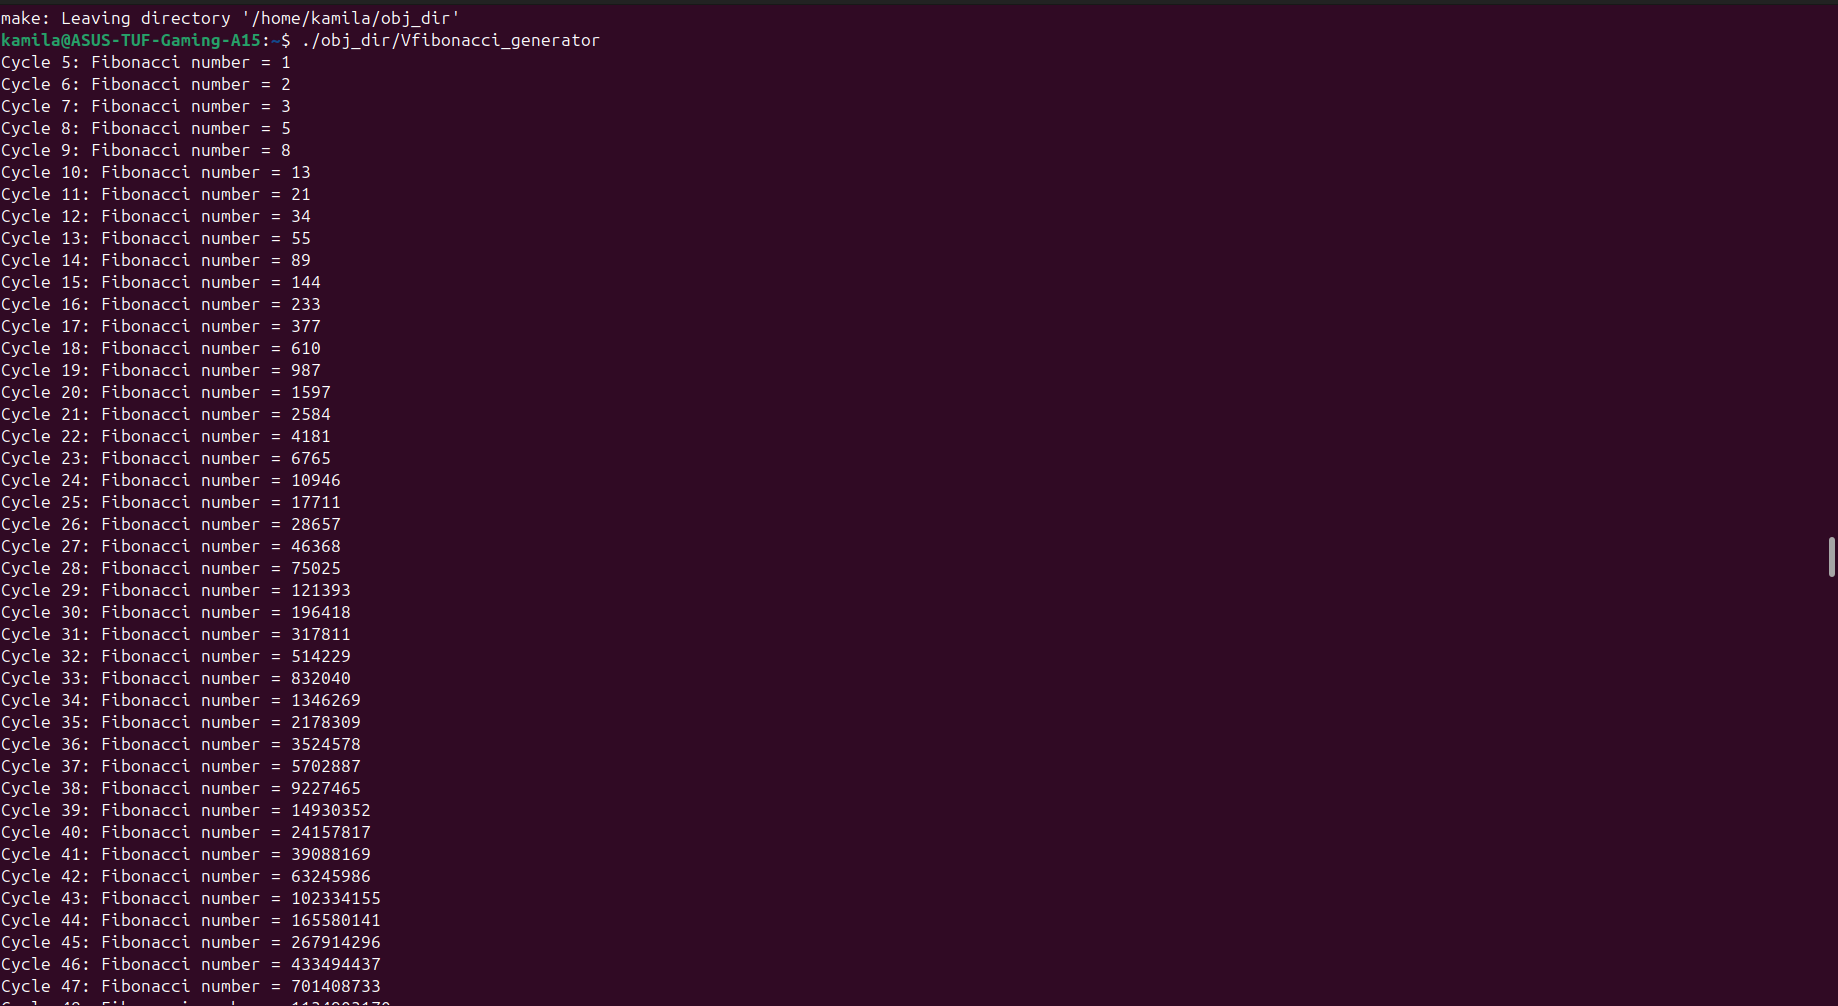 make: Leaving directory '/home/kamila/obj_dir'
kamila@ASUS-TUF-Gaming-A15:~$ ./obj_dir/Vfibonacci_generator
Cycle 5: Fibonacci number = 1
Cycle 6: Fibonacci number = 2
Cycle 7: Fibonacci number = 3
Cycle 8: Fibonacci number = 5
Cycle 9: Fibonacci number = 8
Cycle 10: Fibonacci number = 13
Cycle 11: Fibonacci number = 21
Cycle 12: Fibonacci number = 34
Cycle 13: Fibonacci number = 55
Cycle 14: Fibonacci number = 89
Cycle 15: Fibonacci number = 144
Cycle 16: Fibonacci number = 233
Cycle 17: Fibonacci number = 377
Cycle 18: Fibonacci number = 610
Cycle 19: Fibonacci number = 987
Cycle 20: Fibonacci number = 1597
Cycle 21: Fibonacci number = 2584
Cycle 22: Fibonacci number = 4181
Cycle 23: Fibonacci number = 6765
Cycle 24: Fibonacci number = 10946
Cycle 25: Fibonacci number = 17711
Cycle 26: Fibonacci number = 28657
Cycle 27: Fibonacci number = 46368
Cycle 28: Fibonacci number = 75025
Cycle 29: Fibonacci number = 121393
Cycle 30: Fibonacci number = 196418
Cycle 31: Fibonacci number = 317811
Cycle 32: Fibonacci number = 514229
Cycle 33: Fibonacci number = 832040
Cycle 34: Fibonacci number = 1346269
Cycle 35: Fibonacci number = 2178309
Cycle 36: Fibonacci number = 3524578
Cycle 37: Fibonacci number = 5702887
Cycle 38: Fibonacci number = 9227465
Cycle 39: Fibonacci number = 14930352
Cycle 40: Fibonacci number = 24157817
Cycle 41: Fibonacci number = 39088169
Cycle 42: Fibonacci number = 63245986
Cycle 43: Fibonacci number = 102334155
Cycle 44: Fibonacci number = 165580141
Cycle 45: Fibonacci number = 267914296
Cycle 46: Fibonacci number = 433494437
Cycle 47: Fibonacci number = 701408733